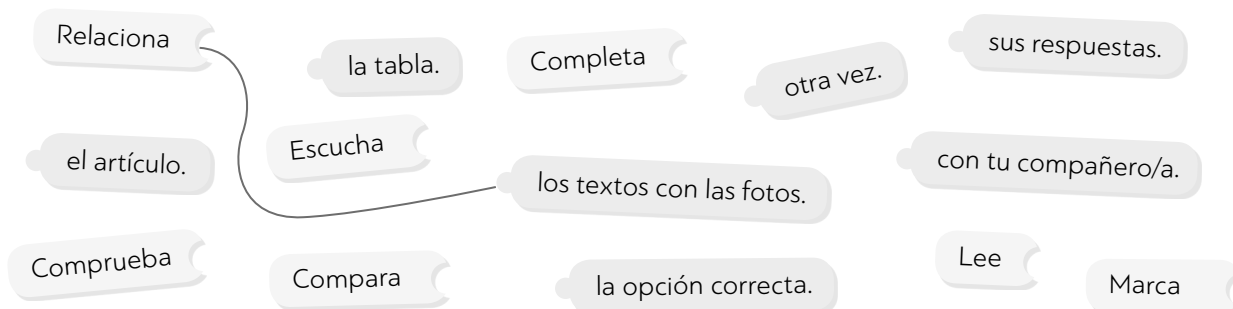 Relaciona
la tabla.
Completa
otra vez.
sus respuestas.
el artículo.
Escucha
los textos con las fotos.
con tu compañero/a.
Comprueba
Compara
la opción correcta.
Lee
Marca